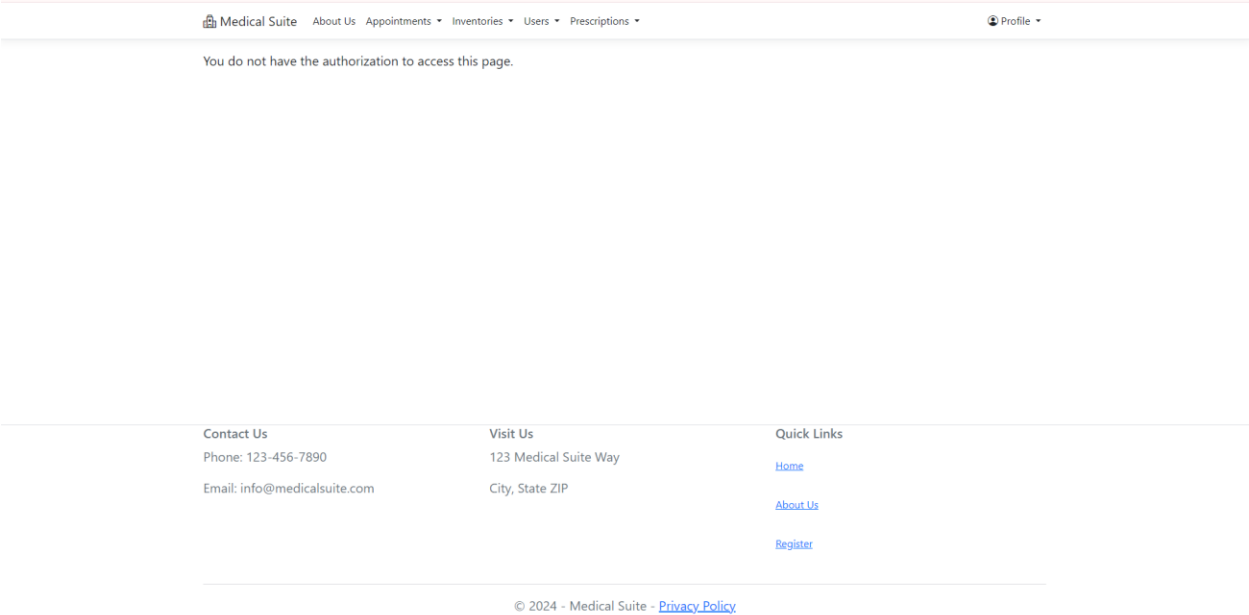 Medical Suite About Us Appointments Inventories Users Prescriptions Profile
You do not have the authorization to access this page.
Contact Us
Phone: 123-456-7890
Email: info@medicalsuite.com
Visit Us
123 Medical Suite Way
City, State ZIP
Quick Links
Home
About Us
Register
© 2024 - Medical Suite - Privacy Policy